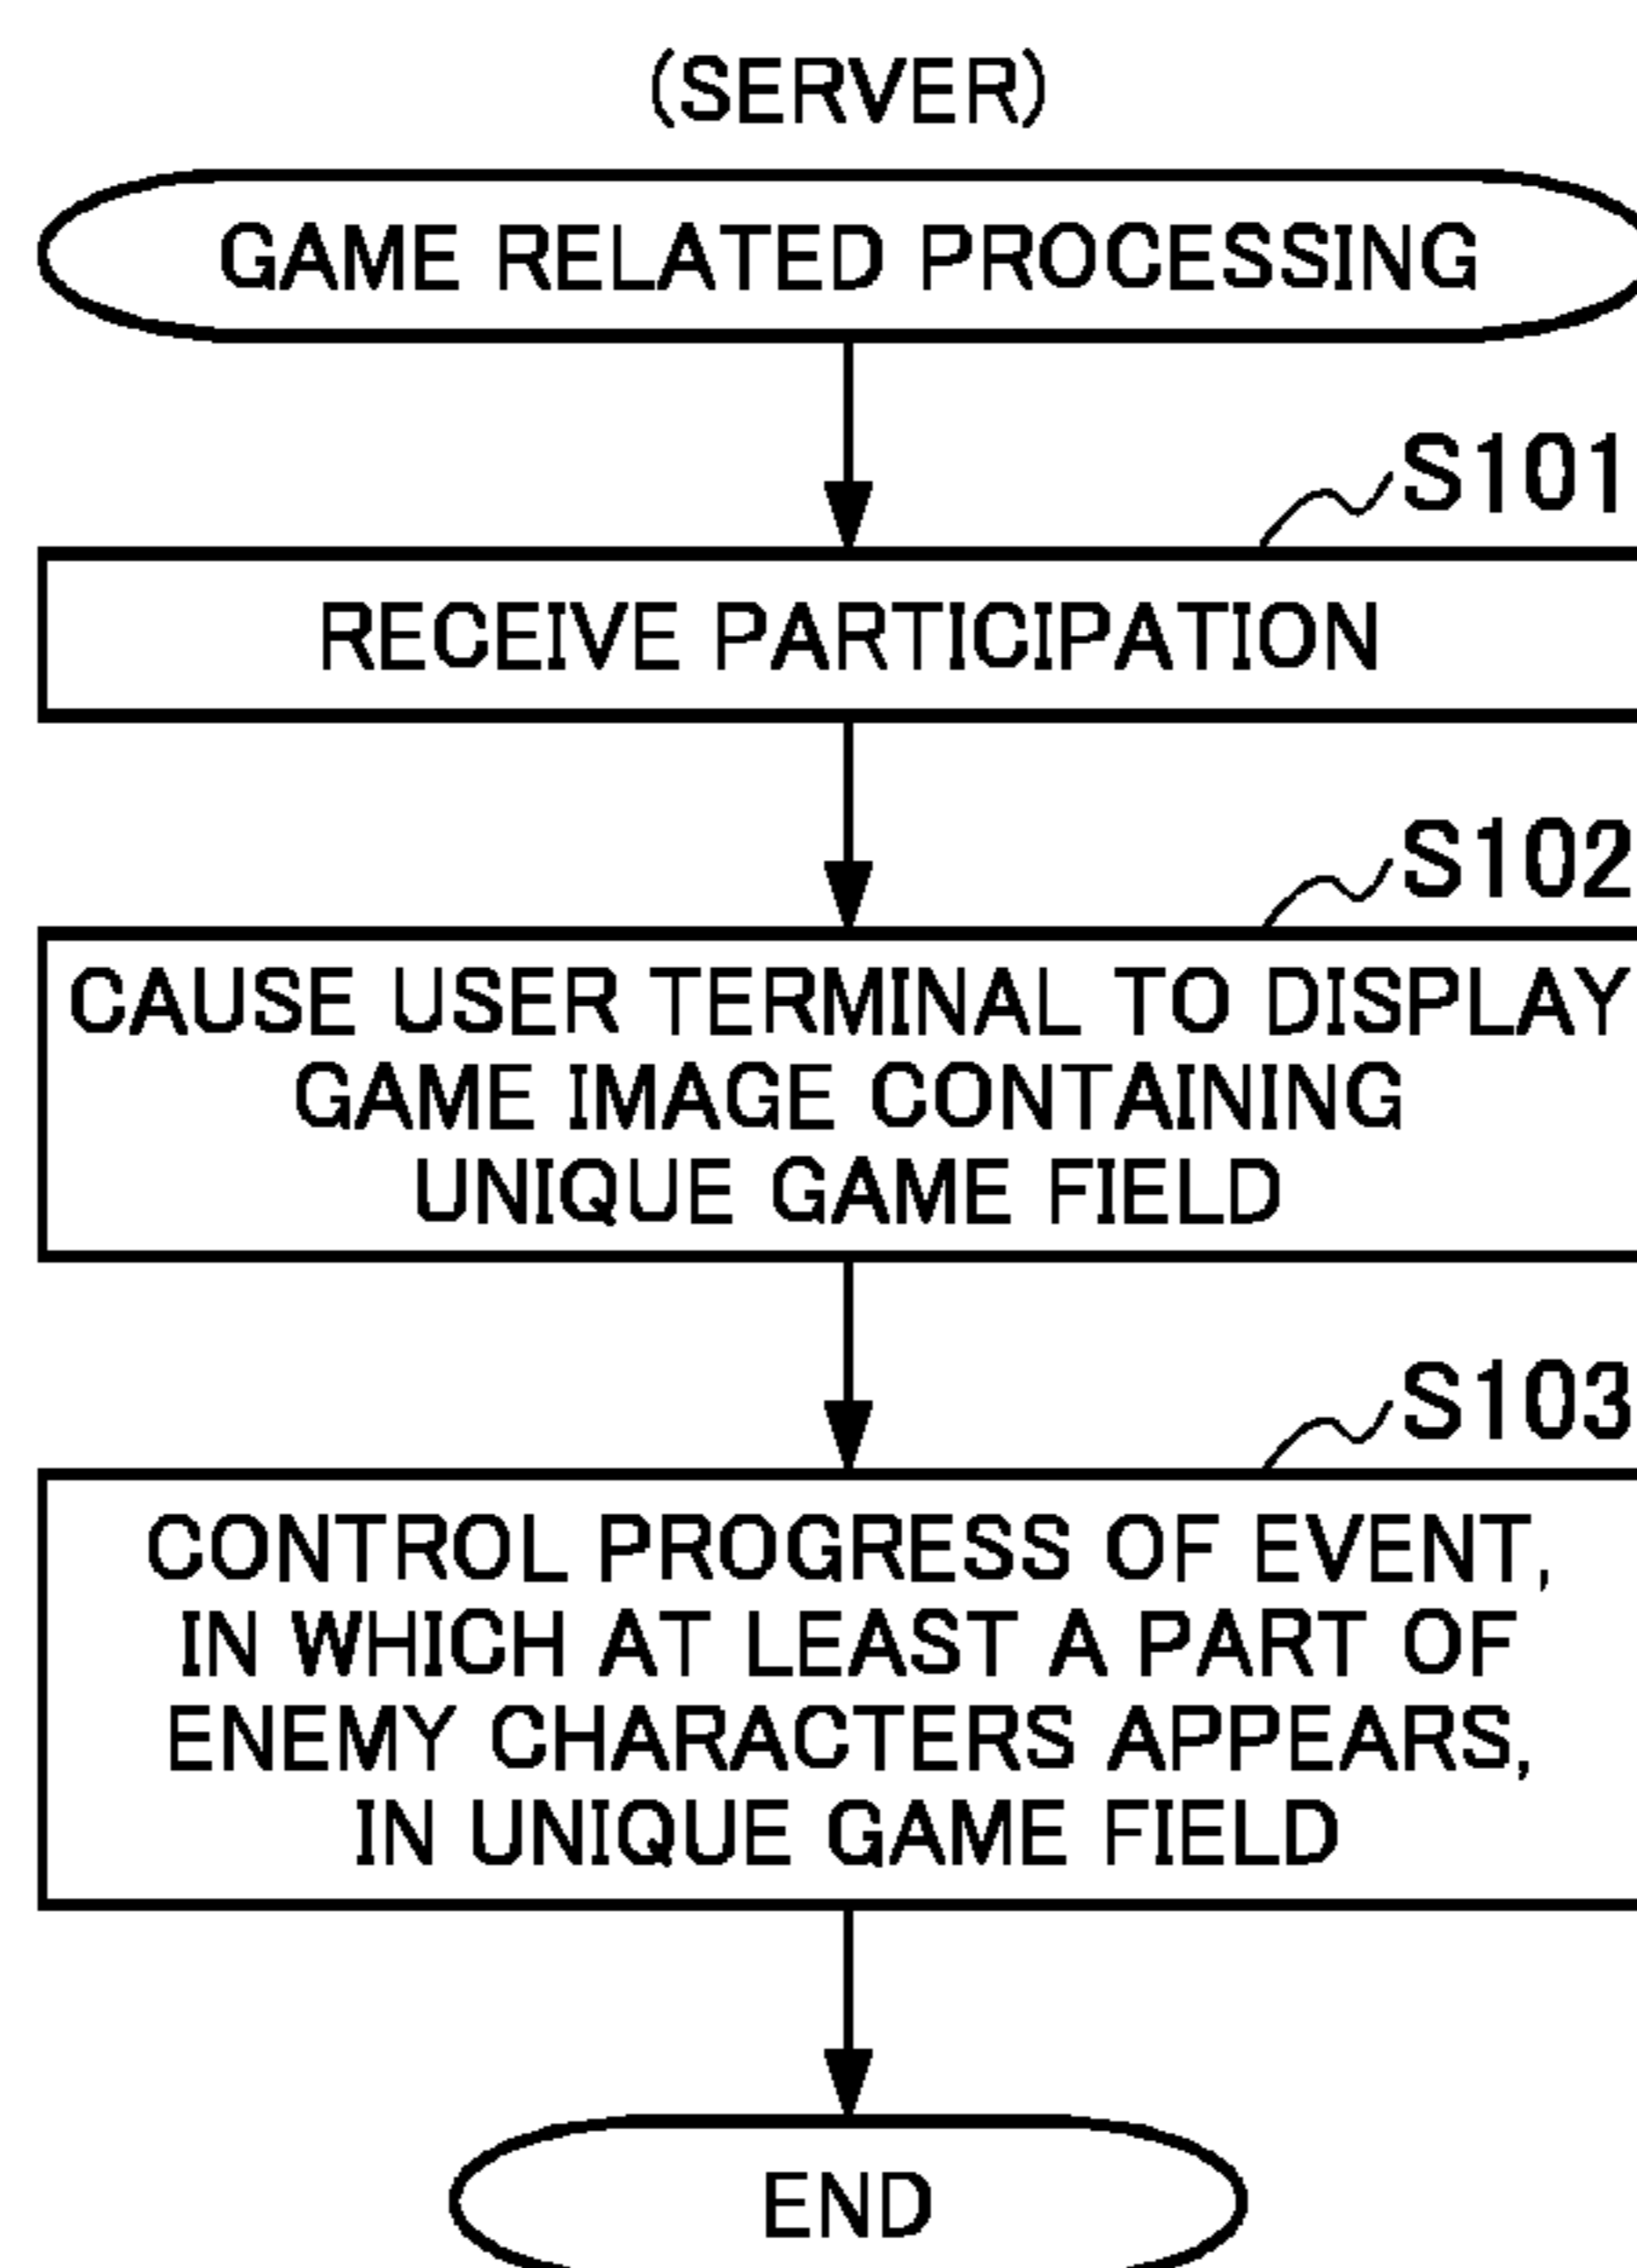 (SERVER)
GAME RELATED PROCESSING
S101
RECEIVE PARTICIPATION
S102
CAUSE USER TERMINAL TO DISPLAY
GAME IMAGE CONTAINING
UNIQUE GAME FIELD
S103
CONTROL PROGRESS OF EVENT,
IN WHICH AT LEAST A PART OF
ENEMY CHARACTERS APPEARS,
IN UNIQUE GAME FIELD
END